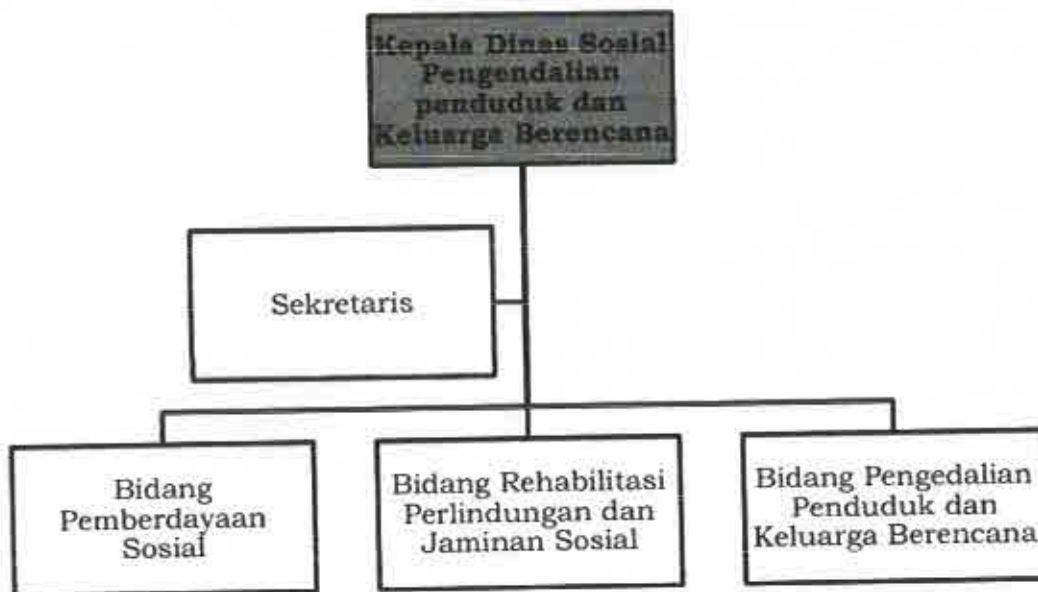 Kepala Dinas Sosial
Pengendalian
penduduk dan
Keluarga Berencana
Sekretaris
Bidang
Pemberdayaan
Sosial
Bidang Rehabilitasi
Perlindungan dan
Jaminan Sosial
Bidang Pengedalian
Penduduk dan
Keluarga Berencana